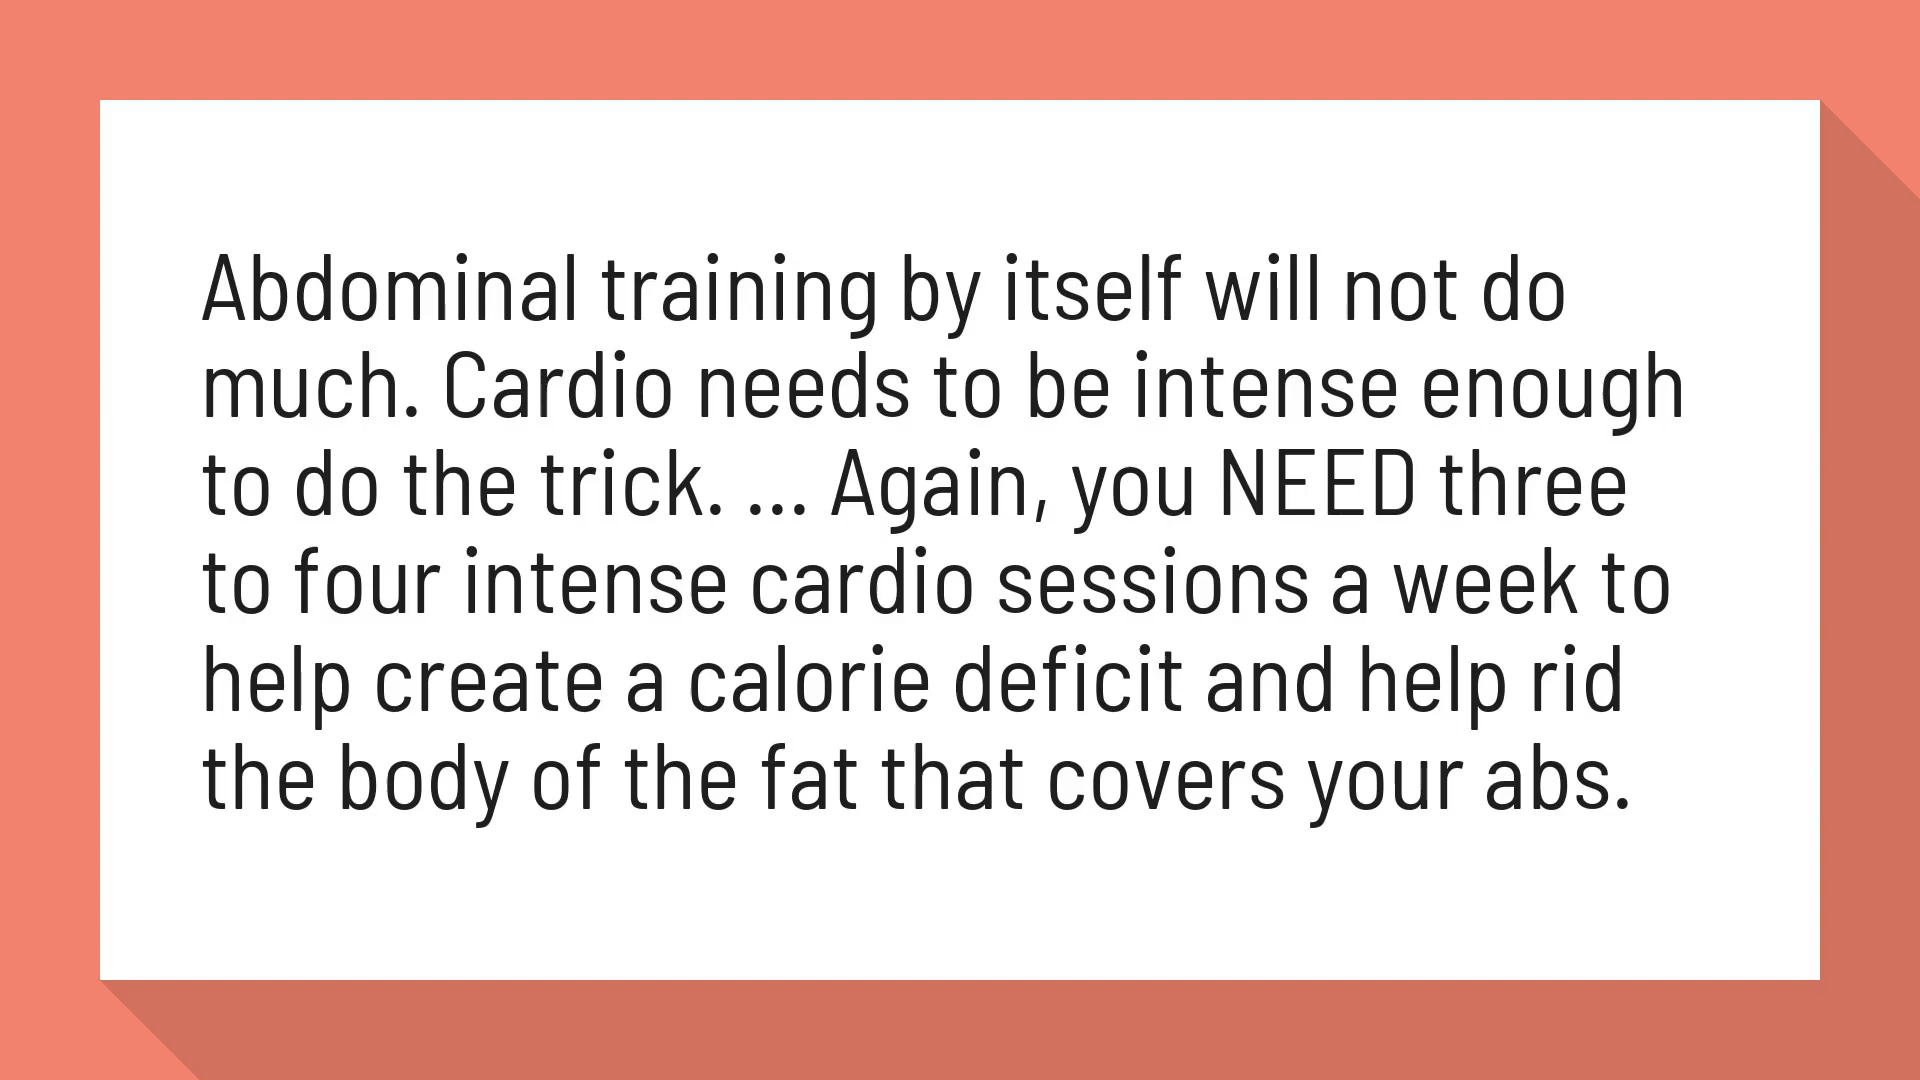 Abdominal training by itself will not do
much. Cardio needs to be intense enough
to do the trick. ... Again, you NEED three
to four intense cardio sessions a week to
help create a calorie deficit and help rid
the body of the fat that covers your abs.